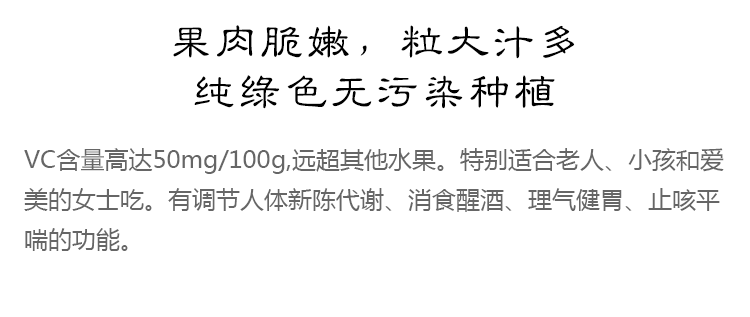 果肉脆嫩，粒大汁多
纯绿色无污染种植
VC含量高达50mg/100g,远超其他水果。特别适合老人、小孩和爱
美的女士吃。有调节人体新陈代谢、消食醒酒、理气健胃、止咳平
喘的功能。